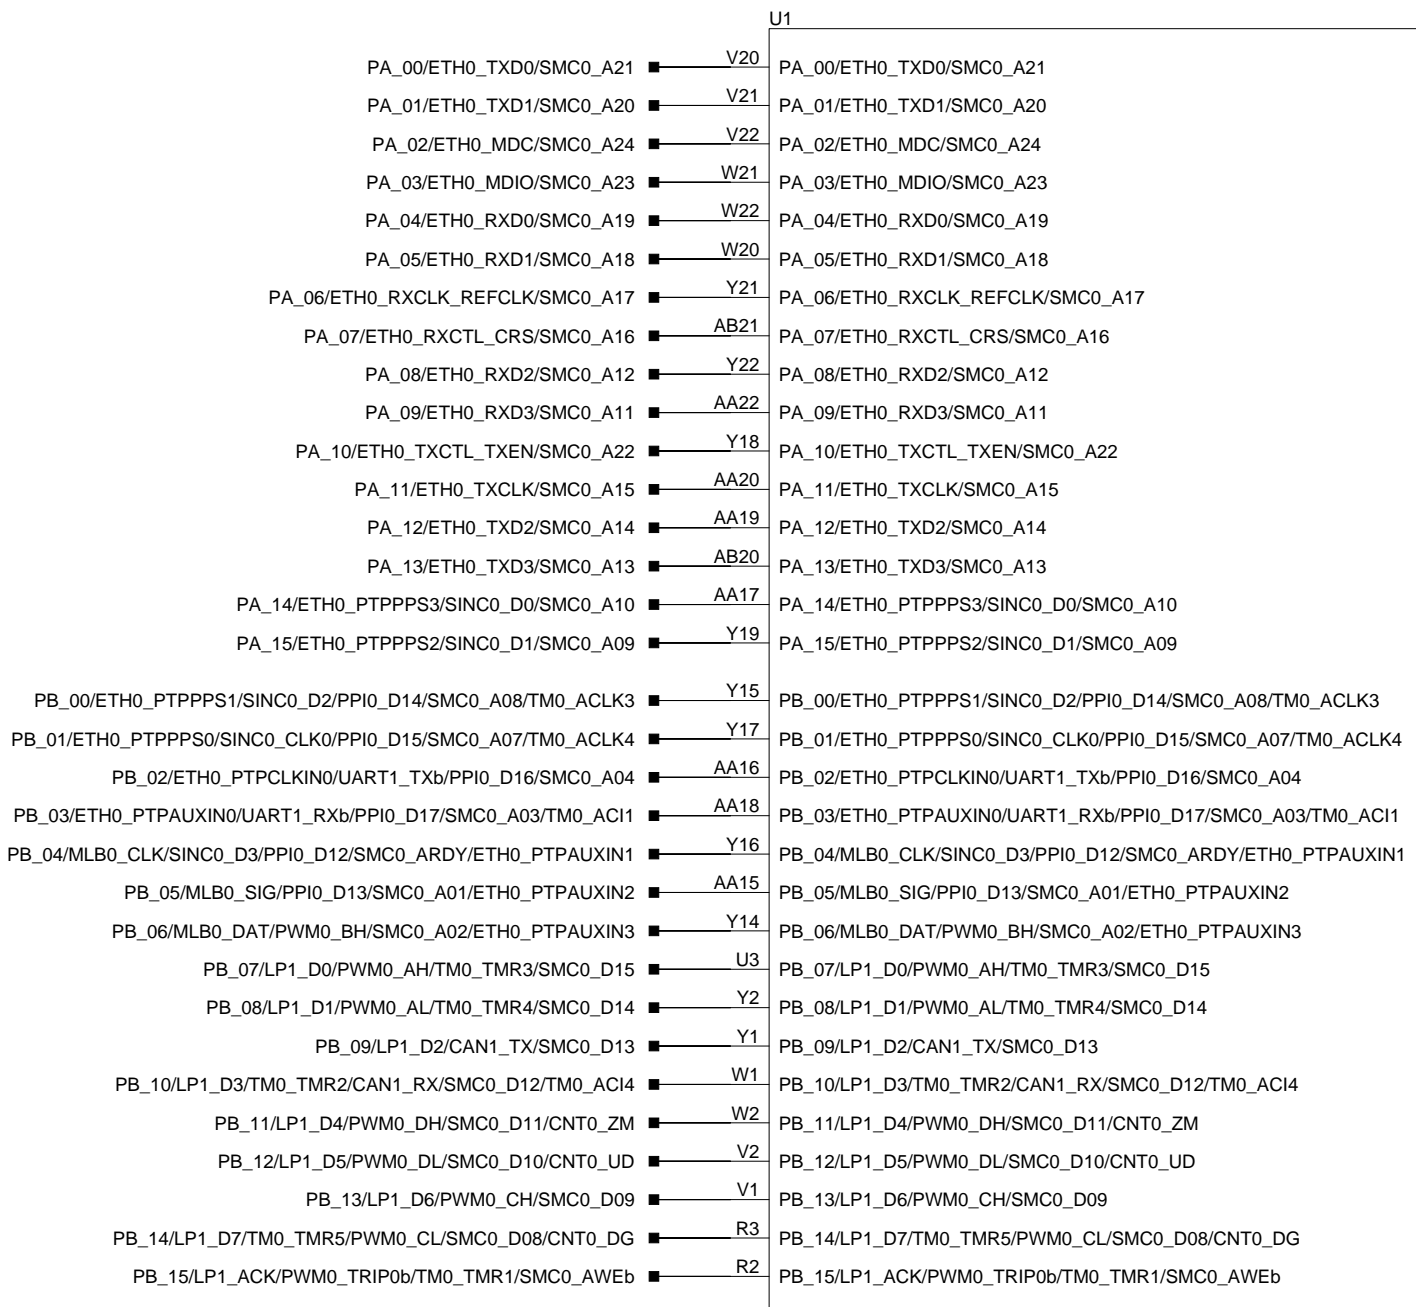 U1
PA_00/ETH0_TXD0/SMC0_A21 V20 PA_00/ETH0_TXD0/SMC0_A21
PA_01/ETH0_TXD1/SMC0_A20 V21 PA_01/ETH0_TXD1/SMC0_A20
PA_02/ETH0_MDC/SMC0_A24 V22 PA_02/ETH0_MDC/SMC0_A24
PA_03/ETH0_MDIO/SMC0_A23 W21 PA_03/ETH0_MDIO/SMC0_A23
PA_04/ETH0_RXD0/SMC0_A19 W22 PA_04/ETH0_RXD0/SMC0_A19
PA_05/ETH0_RXD1/SMC0_A18 W20 PA_05/ETH0_RXD1/SMC0_A18
PA_06/ETH0_RXCLK_REFCLK/SMC0_A17 Y21 PA_06/ETH0_RXCLK_REFCLK/SMC0_A17
PA_07/ETH0_RXCTL_CRS/SMC0_A16 AB21 PA_07/ETH0_RXCTL_CRS/SMC0_A16
PA_08/ETH0_RXD2/SMC0_A12 Y22 PA_08/ETH0_RXD2/SMC0_A12
PA_09/ETH0_RXD3/SMC0_A11 AA22 PA_09/ETH0_RXD3/SMC0_A11
PA_10/ETH0_TXCTL_TXEN/SMC0_A22 Y18 PA_10/ETH0_TXCTL_TXEN/SMC0_A22
PA_11/ETH0_TXCLK/SMC0_A15 AA20 PA_11/ETH0_TXCLK/SMC0_A15
PA_12/ETH0_TXD2/SMC0_A14 AA19 PA_12/ETH0_TXD2/SMC0_A14
PA_13/ETH0_TXD3/SMC0_A13 AB20 PA_13/ETH0_TXD3/SMC0_A13
PA_14/ETH0_PTPPPS3/SINC0_D0/SMC0_A10 AA17 PA_14/ETH0_PTPPPS3/SINC0_D0/SMC0_A10
PA_15/ETH0_PTPPPS2/SINC0_D1/SMC0_A09 Y19 PA_15/ETH0_PTPPPS2/SINC0_D1/SMC0_A09
PB_00/ETH0_PTPPPS1/SINC0_D2/PPI0_D14/SMC0_A08/TM0_ACLK3 Y15 PB_00/ETH0_PTPPPS1/SINC0_D2/PPI0_D14/SMC0_A08/TM0_ACLK3
PB_01/ETH0_PTPPPS0/SINC0_CLK0/PPI0_D15/SMC0_A07/TM0_ACLK4 Y17 PB_01/ETH0_PTPPPS0/SINC0_CLK0/PPI0_D15/SMC0_A07/TM0_ACLK4
PB_02/ETH0_PTPCLKIN0/UART1_TXb/PPI0_D16/SMC0_A04 AA16 PB_02/ETH0_PTPCLKIN0/UART1_TXb/PPI0_D16/SMC0_A04
PB_03/ETH0_PTPAUXIN0/UART1_RXb/PPI0_D17/SMC0_A03/TM0_ACI1 AA18 PB_03/ETH0_PTPAUXIN0/UART1_RXb/PPI0_D17/SMC0_A03/TM0_ACI1
PB_04/MLB0_CLK/SINC0_D3/PPI0_D12/SMC0_ARDY/ETH0_PTPAUXIN1 Y16 PB_04/MLB0_CLK/SINC0_D3/PPI0_D12/SMC0_ARDY/ETH0_PTPAUXIN1
PB_05/MLB0_SIG/PPI0_D13/SMC0_A01/ETH0_PTPAUXIN2 AA15 PB_05/MLB0_SIG/PPI0_D13/SMC0_A01/ETH0_PTPAUXIN2
PB_06/MLB0_DAT/PWM0_BH/SMC0_A02/ETH0_PTPAUXIN3 Y14 PB_06/MLB0_DAT/PWM0_BH/SMC0_A02/ETH0_PTPAUXIN3
PB_07/LP1_D0/PWM0_AH/TM0_TMR3/SMC0_D15 U3 PB_07/LP1_D0/PWM0_AH/TM0_TMR3/SMC0_D15
PB_08/LP1_D1/PWM0_AL/TM0_TMR4/SMC0_D14 Y2 PB_08/LP1_D1/PWM0_AL/TM0_TMR4/SMC0_D14
PB_09/LP1_D2/CAN1_TX/SMC0_D13 Y1 PB_09/LP1_D2/CAN1_TX/SMC0_D13
PB_10/LP1_D3/TM0_TMR2/CAN1_RX/SMC0_D12/TM0_ACI4 W1 PB_10/LP1_D3/TM0_TMR2/CAN1_RX/SMC0_D12/TM0_ACI4
PB_11/LP1_D4/PWM0_DH/SMC0_D11/CNT0_ZM W2 PB_11/LP1_D4/PWM0_DH/SMC0_D11/CNT0_ZM
PB_12/LP1_D5/PWM0_DL/SMC0_D10/CNT0_UD V2 PB_12/LP1_D5/PWM0_DL/SMC0_D10/CNT0_UD
PB_13/LP1_D6/PWM0_CH/SMC0_D09 V1 PB_13/LP1_D6/PWM0_CH/SMC0_D09
PB_14/LP1_D7/TM0_TMR5/PWM0_CL/SMC0_D08/CNT0_DG R3 PB_14/LP1_D7/TM0_TMR5/PWM0_CL/SMC0_D08/CNT0_DG
PB_15/LP1_ACK/PWM0_TRIP0b/TM0_TMR1/SMC0_AWEb R2 PB_15/LP1_ACK/PWM0_TRIP0b/TM0_TMR1/SMC0_AWEb